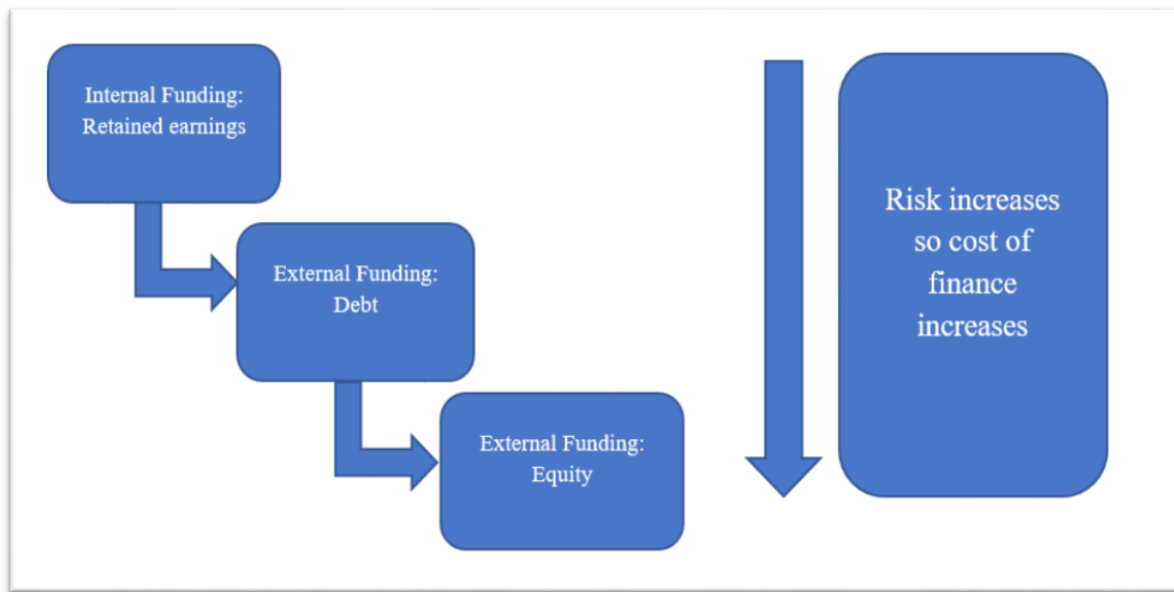 Internal Funding:
Retained earnings
External Funding:
Debt
External Funding:
Equity
Risk increases
so cost of
finance
increases